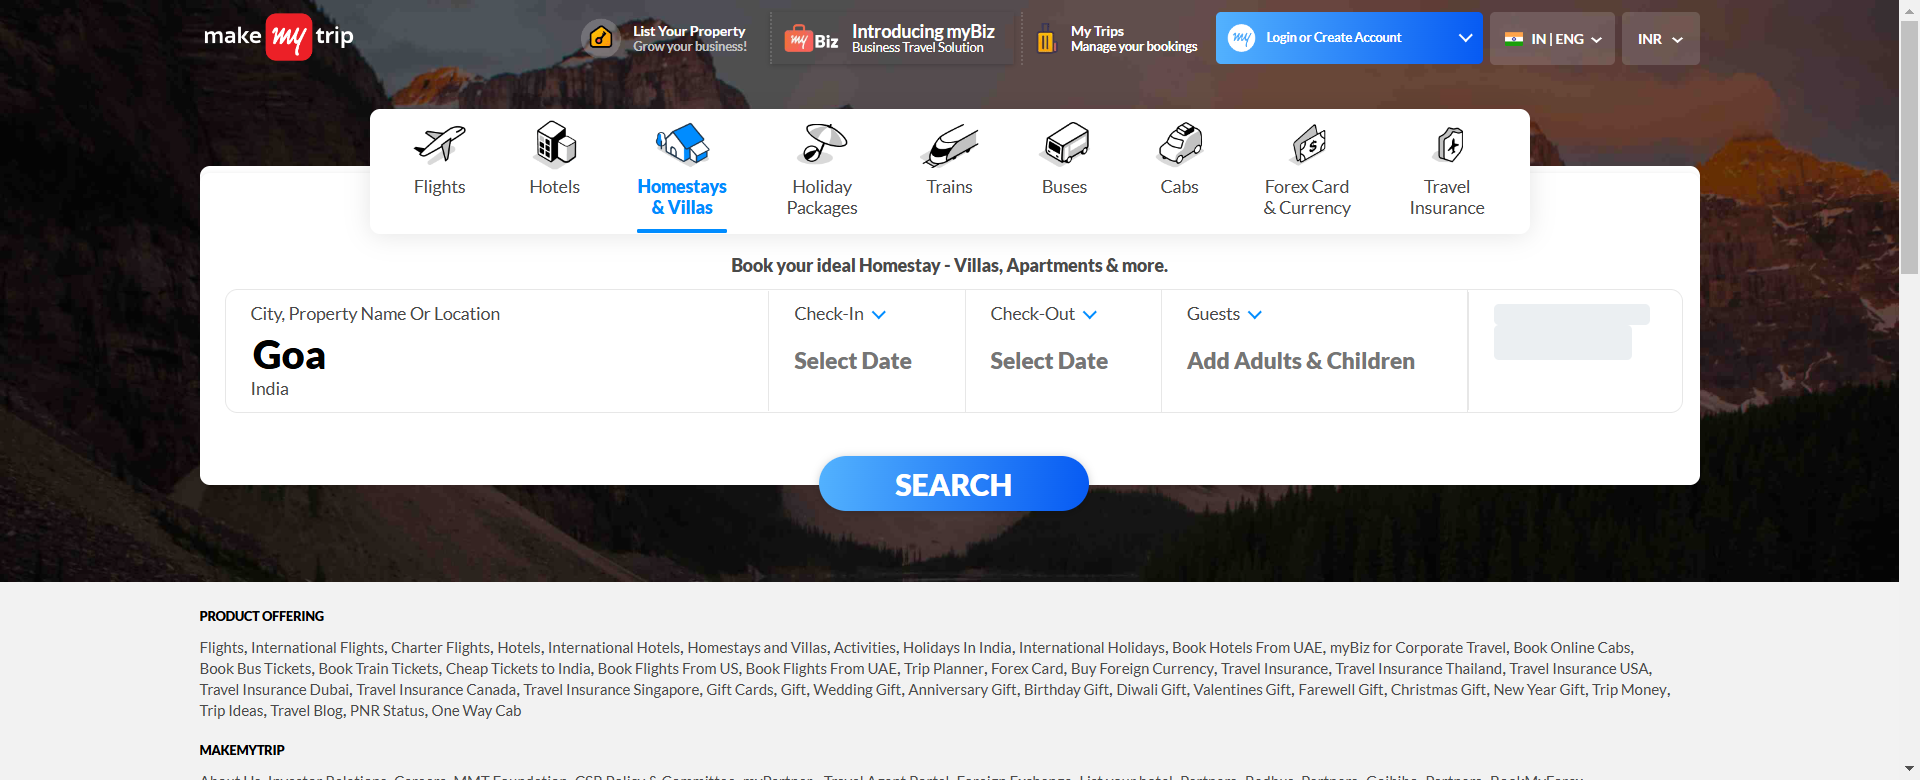 make my trip
List Your Property
Grow your business!
my Biz
Introducing myBiz
Business Travel Solution
My Trips
Manage your bookings
my
Login or Create Account
IN | ENG
INR
Flights
Hotels
Homestays
& Villas
Holiday
Packages
Trains
Buses
Cabs
Forex Card
& Currency
Travel
Insurance
Book your ideal Homestay - Villas, Apartments & more.
City, Property Name Or Location
Goa
India
Check-In
Select Date
Check-Out
Select Date
Guests
Add Adults & Children
SEARCH
PRODUCT OFFERING
Flights, International Flights, Charter Flights, Hotels, International Hotels, Homestays and Villas, Activities, Holidays In India, International Holidays, Book Hotels From UAE, myBiz for Corporate Travel, Book Online Cabs,
Book Bus Tickets, Book Train Tickets, Cheap Tickets to India, Book Flights From US, Book Flights From UAE, Trip Planner, Forex Card, Buy Foreign Currency, Travel Insurance, Travel Insurance Thailand, Travel Insurance USA,
Travel Insurance Dubai, Travel Insurance Canada, Travel Insurance Singapore, Gift Cards, Gift, Wedding Gift, Anniversary Gift, Birthday Gift, Diwali Gift, Valentines Gift, Farewell Gift, Christmas Gift, New Year Gift, Trip Money,
Trip Ideas, Travel Blog, PNR Status, One Way Cab
MAKEMYTRIP